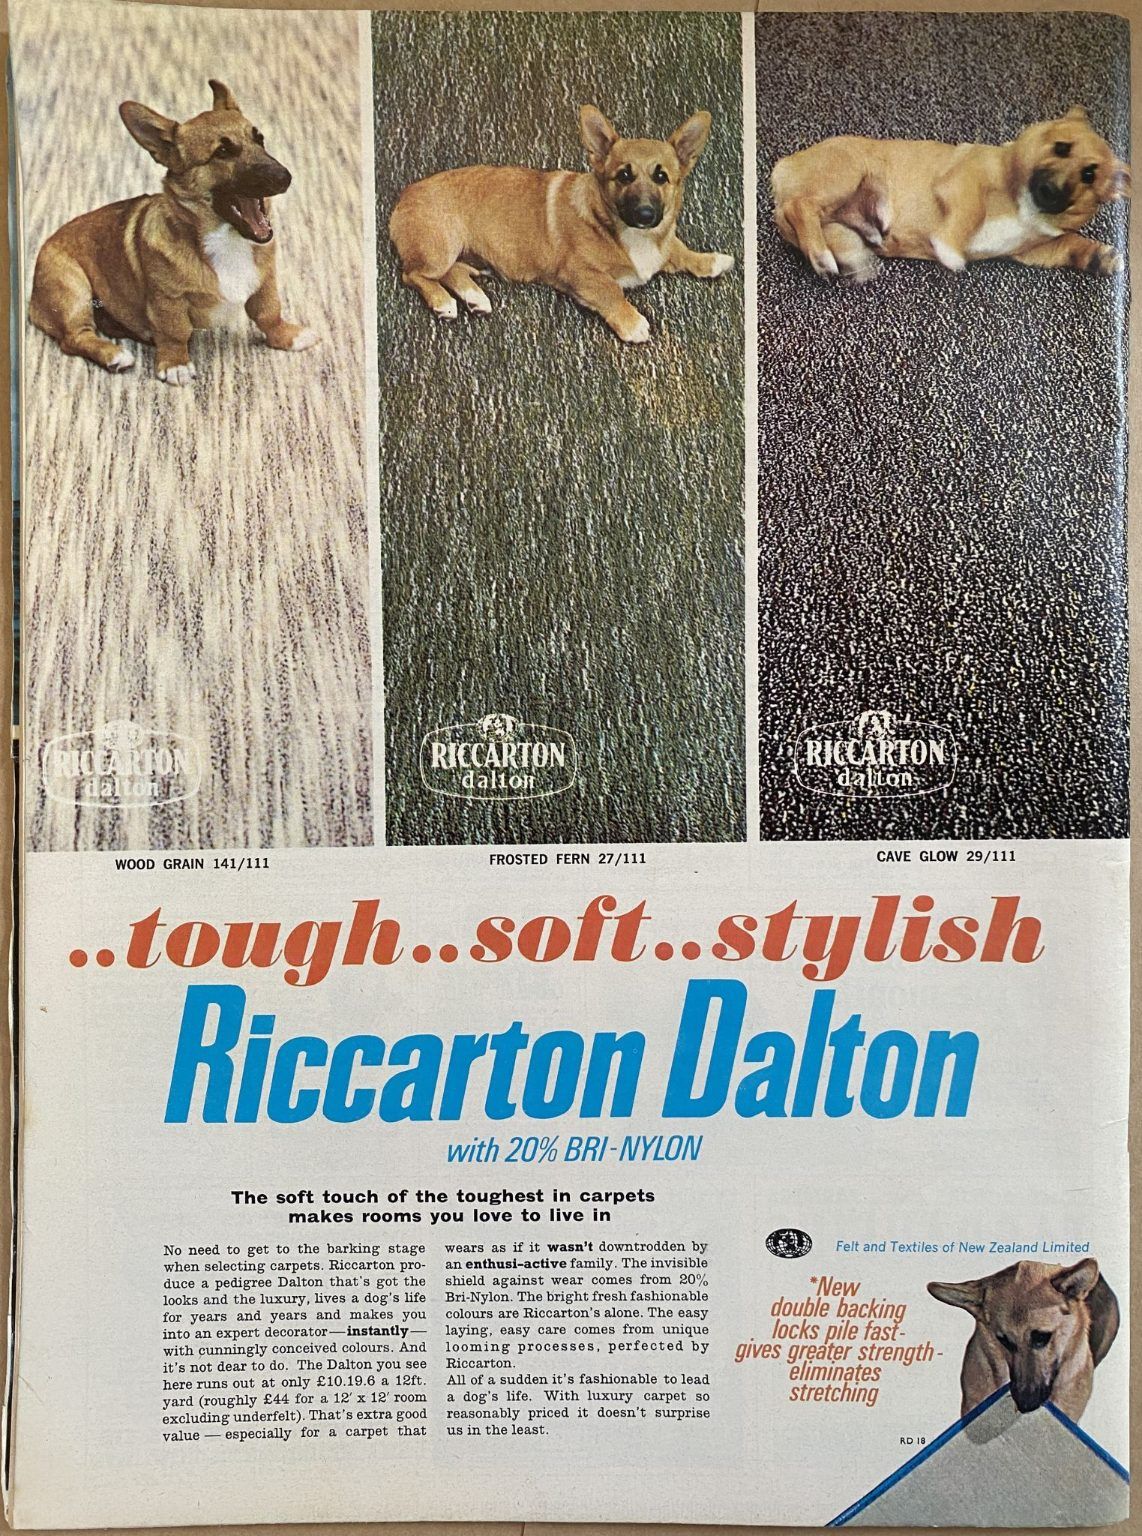 RICCARTON
dalton
RICCARTON
dalton
RICCARTON
dalton
WOOD GRAIN 141/111
FROSTED FERN 27/111
CAVE GLOW 29/111
..tough..soft..stylish
Riccarton Dalton
with 20% BRI-NYLON
The soft touch of the toughest in carpets
makes rooms you love to live in
No need to get to the barking stage
when selecting carpets. Riccarton pro-
duce a pedigree Dalton that's got the
looks and the luxury, lives a dog's life
for years and years and makes you
into an expert decorator—instantly—
with cunningly conceived colours. And
it's not dear to do. The Dalton you see
here runs out at only £10.19.6 a 12ft.
yard (roughly £44 for a 12' x 12' room
excluding underfelt). That's extra good
value — especially for a carpet that
wears as if it wasn't downtrodden by
an enthusi-active family. The invisible
shield against wear comes from 20%
Bri-Nylon. The bright fresh fashionable
colours are Riccarton's alone. The easy
laying, easy care comes from unique
looming processes, perfected by
Riccarton.
All of a sudden it's fashionable to lead
a dog's life. With luxury carpet so
reasonably priced it doesn't surprise
us in the least.
Felt and Textiles of New Zealand Limited
*New
double backing
locks pile fast-
gives greater strength-
eliminates
stretching
RD 18